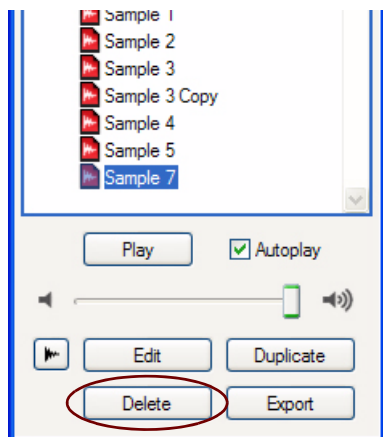 Sample 1
Sample 2
Sample 3
Sample 3 Copy
Sample 4
Sample 5
Sample 7
Play Autoplay
Edit Duplicate
Delete Export